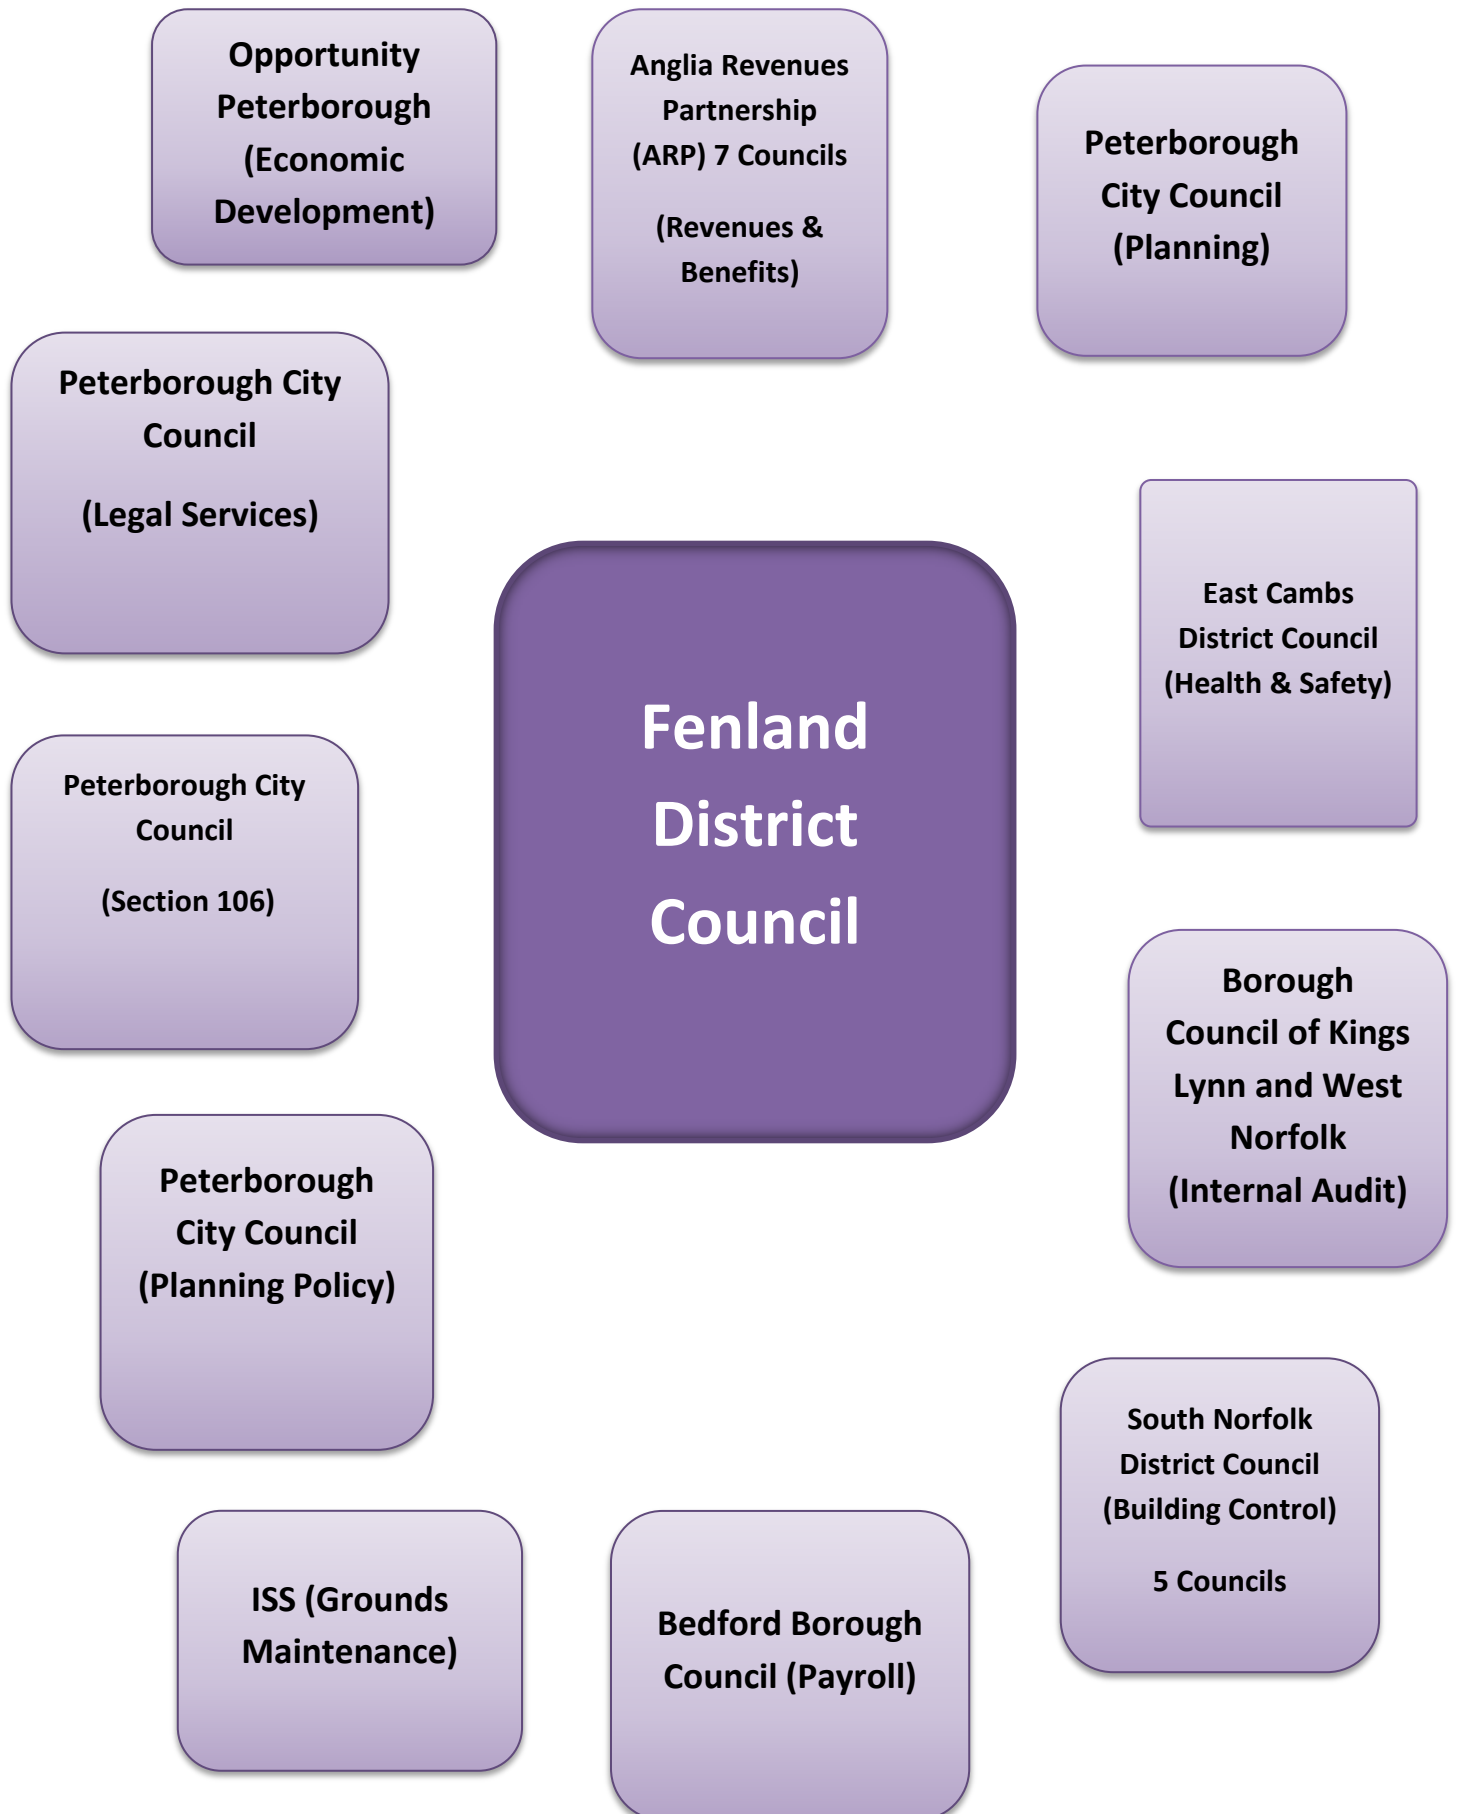 Opportunity
Peterborough
(Economic
Development)
Anglia Revenues
Partnership
(ARP) 7 Councils
(Revenues &
Benefits)
Peterborough
City Council
(Planning)
Peterborough City
Council
(Legal Services)
East Cambs
District Council
(Health & Safety)
Fenland
District
Council
Peterborough City
Council
(Section 106)
Borough
Council of Kings
Lynn and West
Norfolk
(Internal Audit)
Peterborough
City Council
(Planning Policy)
South Norfolk
District Council
(Building Control)
5 Councils
ISS (Grounds
Maintenance)
Bedford Borough
Council (Payroll)